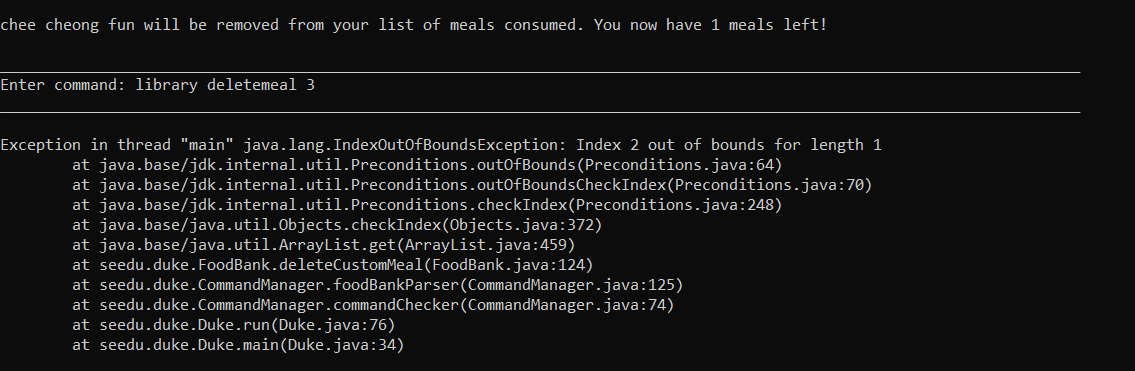 chee cheong fun will be removed from your list of meals consumed. You now have 1 meals left!
Enter command: library deletemeal 3
Exception in thread "main" java.lang.IndexOutOfBoundsException: Index 2 out of bounds for length 1
at java.base/jdk.internal.util.Preconditions.outOfBounds(Preconditions.java:64)
at java.base/jdk.internal.util.Preconditions.outOfBoundsCheckIndex(Preconditions.java:70)
at java.base/jdk.internal.util.Preconditions.checkIndex(Preconditions.java:248)
at java.base/java.util.Objects.checkIndex(Objects.java:372)
at java.base/java.util.ArrayList.get(ArrayList.java:459)
at seedu.duke.FoodBank.deleteCustomMeal(FoodBank.java:124)
at seedu.duke.CommandManager.foodBankParser(CommandManager.java:125)
at seedu.duke.CommandManager.commandChecker(CommandManager.java:74)
at seedu.duke.Duke.run(Duke.java:76)
at seedu.duke.Duke.main(Duke.java:34)